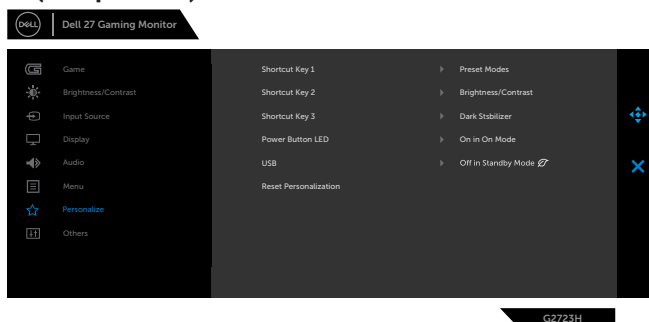 DELL
Dell 27 Gaming Monitor
Game
Shortcut Key 1
Preset Modes
Brightness/Contrast
Shortcut Key 2
Brightness/Contrast
Input Source
Shortcut Key 3
Dark Stsbilizer
Display
Power Button LED
On in On Mode
Audio
USB
Off in Standby Mode
Menu
Reset Personalization
Personalize
Others
G2723H